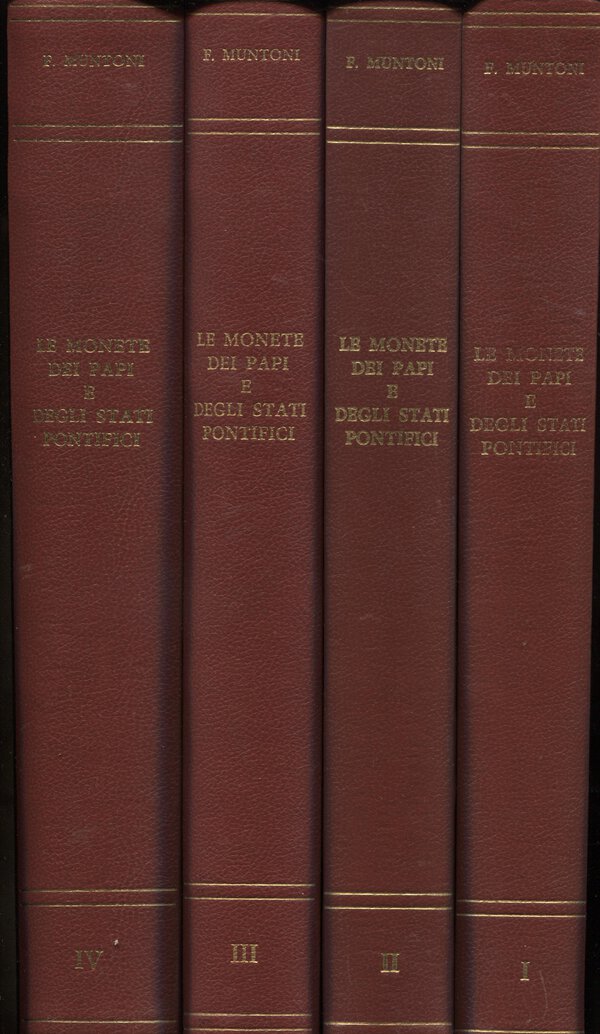 F. MUNTONI
LE MONETE
DEI PAPI
E
DEGLI STATI
PONTIFICI
IV
F. MUNTONI
LE MONETE
DEI PAPI
E
DEGLI STATI
PONTIFICI
III
F. MUNTONI
LE MONETE
DEI PAPI
E
DEGLI STATI
PONTIFICI
II
F. MUNTONI
LE MONETE
DEI PAPI
E
DEGLI STATI
PONTIFICI
I